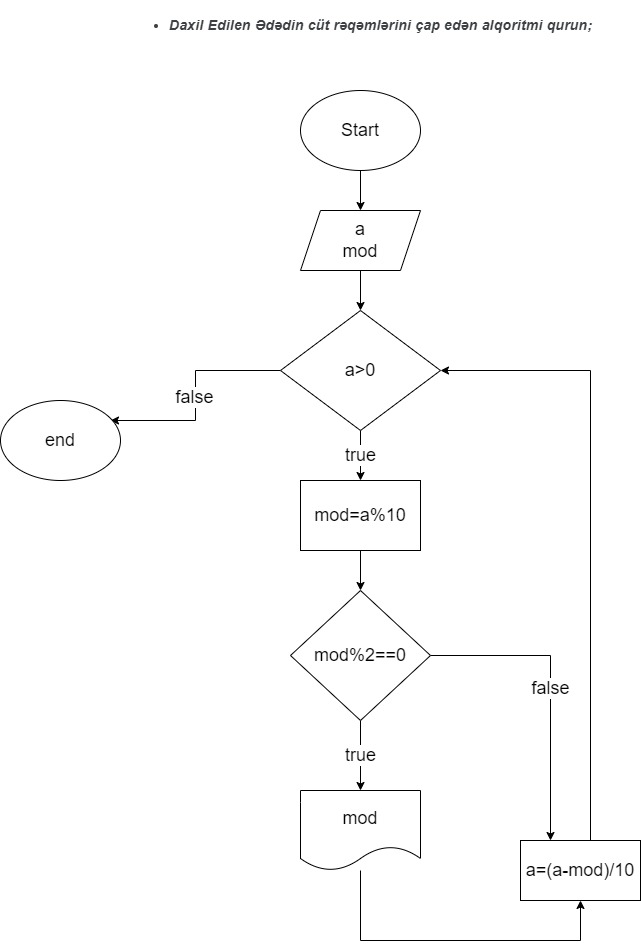 • Daxil Edilen Ədədin cüt rəqəmlərini çap edən alqoritmi qurun;
Start
a
mod
a>0
false
end
true
mod=a%10
mod%2==0
false
true
mod
a=(a-mod)/10